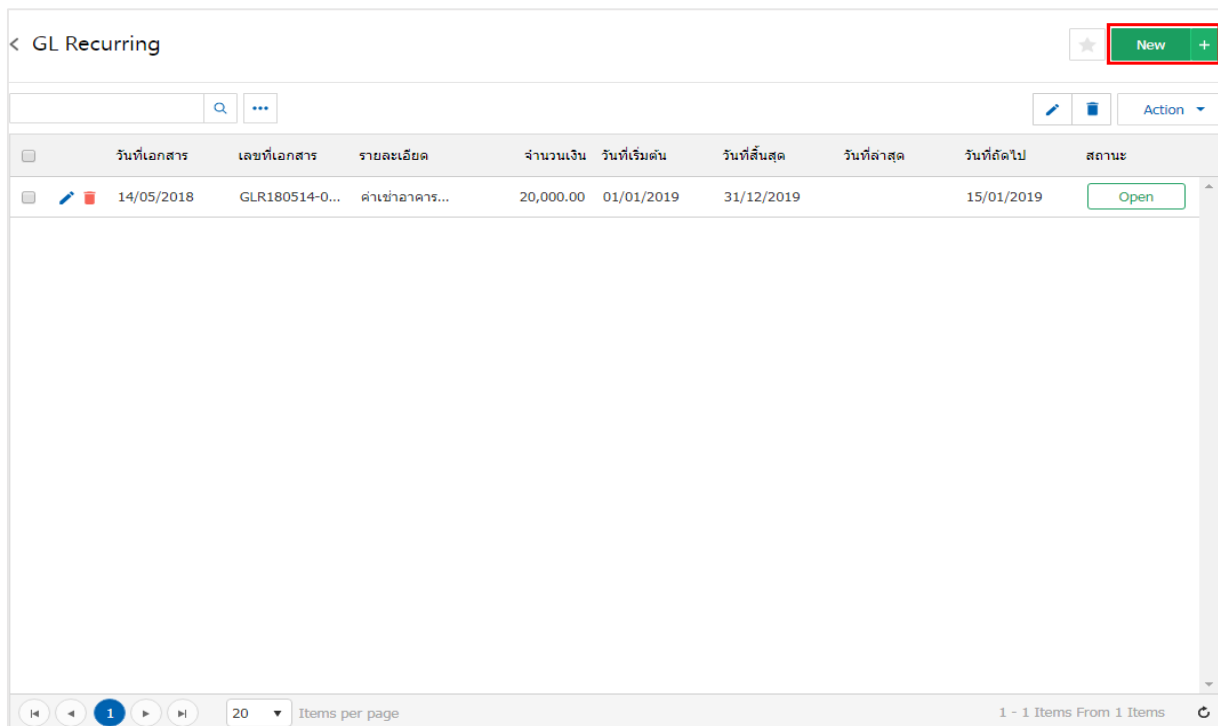 < GL Recurring
New +
Action
วันที่เอกสาร เลขที่เอกสาร รายละเอียด จำนวนเงิน วันที่เริ่มต้น วันที่สิ้นสุด วันที่ล่าสุด วันที่ถัดไป สถานะ
14/05/2018 GLR180514-0... ค่าเช่าอาคาร... 20,000.00 01/01/2019 31/12/2019 15/01/2019 Open
1 20 Items per page 1 - 1 Items From 1 Items